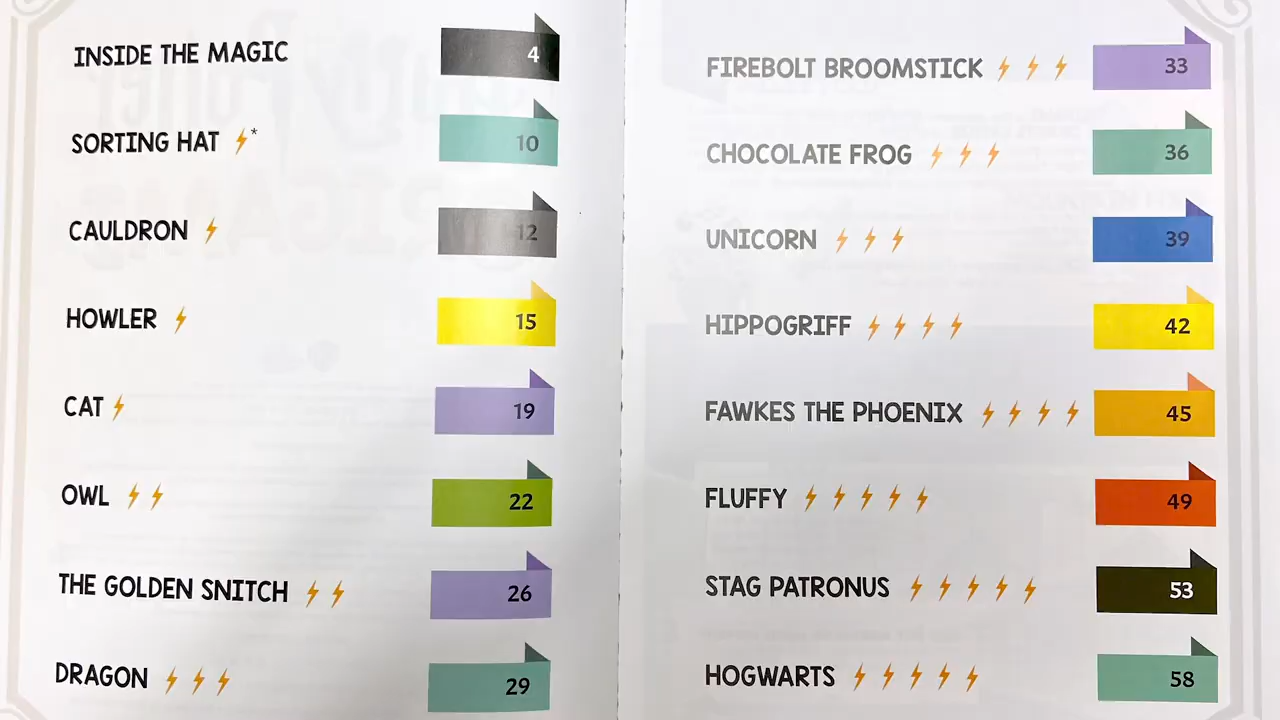 INSIDE THE MAGIC 4
SORTING HAT * 10
CAULDRON 12
HOWLER 15
CAT 19
OWL 22
THE GOLDEN SNITCH 26
DRAGON 29
FIREBOLT BROOMSTICK 33
CHOCOLATE FROG 36
UNICORN 39
HIPPOGRIFF 42
FAWKES THE PHOENIX 45
FLUFFY 49
STAG PATRONUS 53
HOGWARTS 58